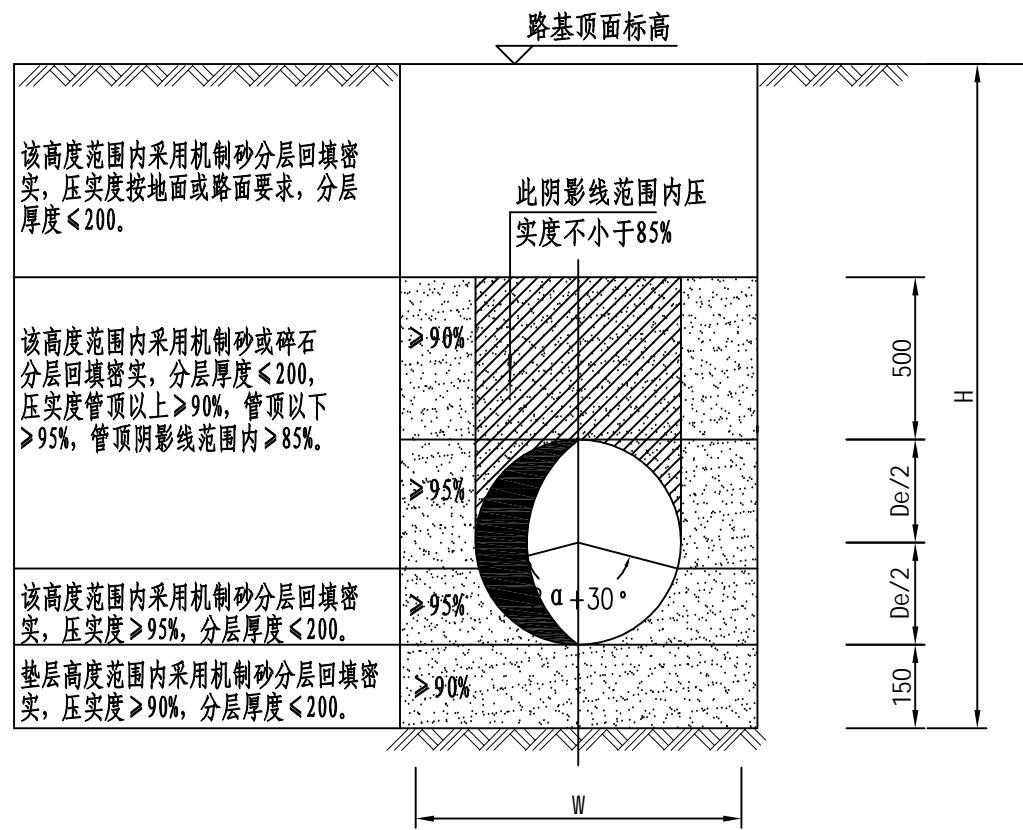 路基顶面标高
该高度范围内采用机制砂分层回填密
实，压实度按地面或路面要求，分层
厚度≤200。
此阴影线范围内压
实度不小于85%
该高度范围内采用机制砂或碎石
分层回填密实，分层厚度≤200，
压实度管顶以上≥90%，管顶以下
≥95%，管顶阴影线范围内≥85%。
≥90%
500
H
≥95%
De/2
该高度范围内采用机制砂分层回填密
实，压实度≥95%，分层厚度≤200。
≥95%
α+30°
De/2
垫层高度范围内采用机制砂分层回填密
实，压实度≥90%，分层厚度≤200。
≥90%
150
W